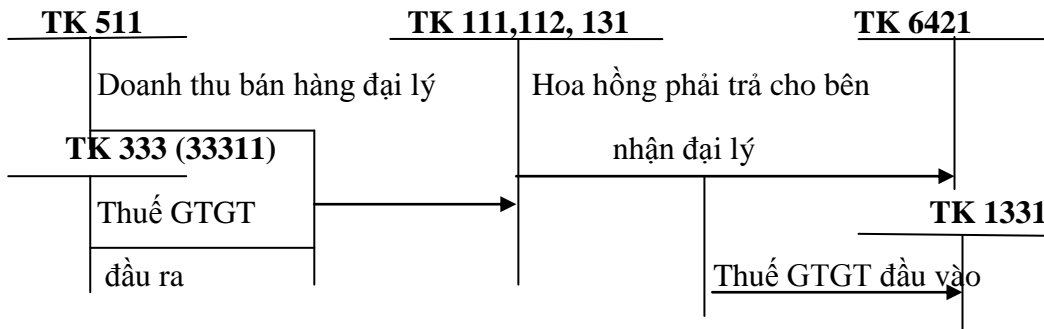 TK 511 TK 111,112, 131 TK 6421
Doanh thu bán hàng đại lý Hoa hồng phải trả cho bên
TK 333 (33311) nhận đại lý
Thuế GTGT TK 1331
đầu ra Thuế GTGT đầu vào